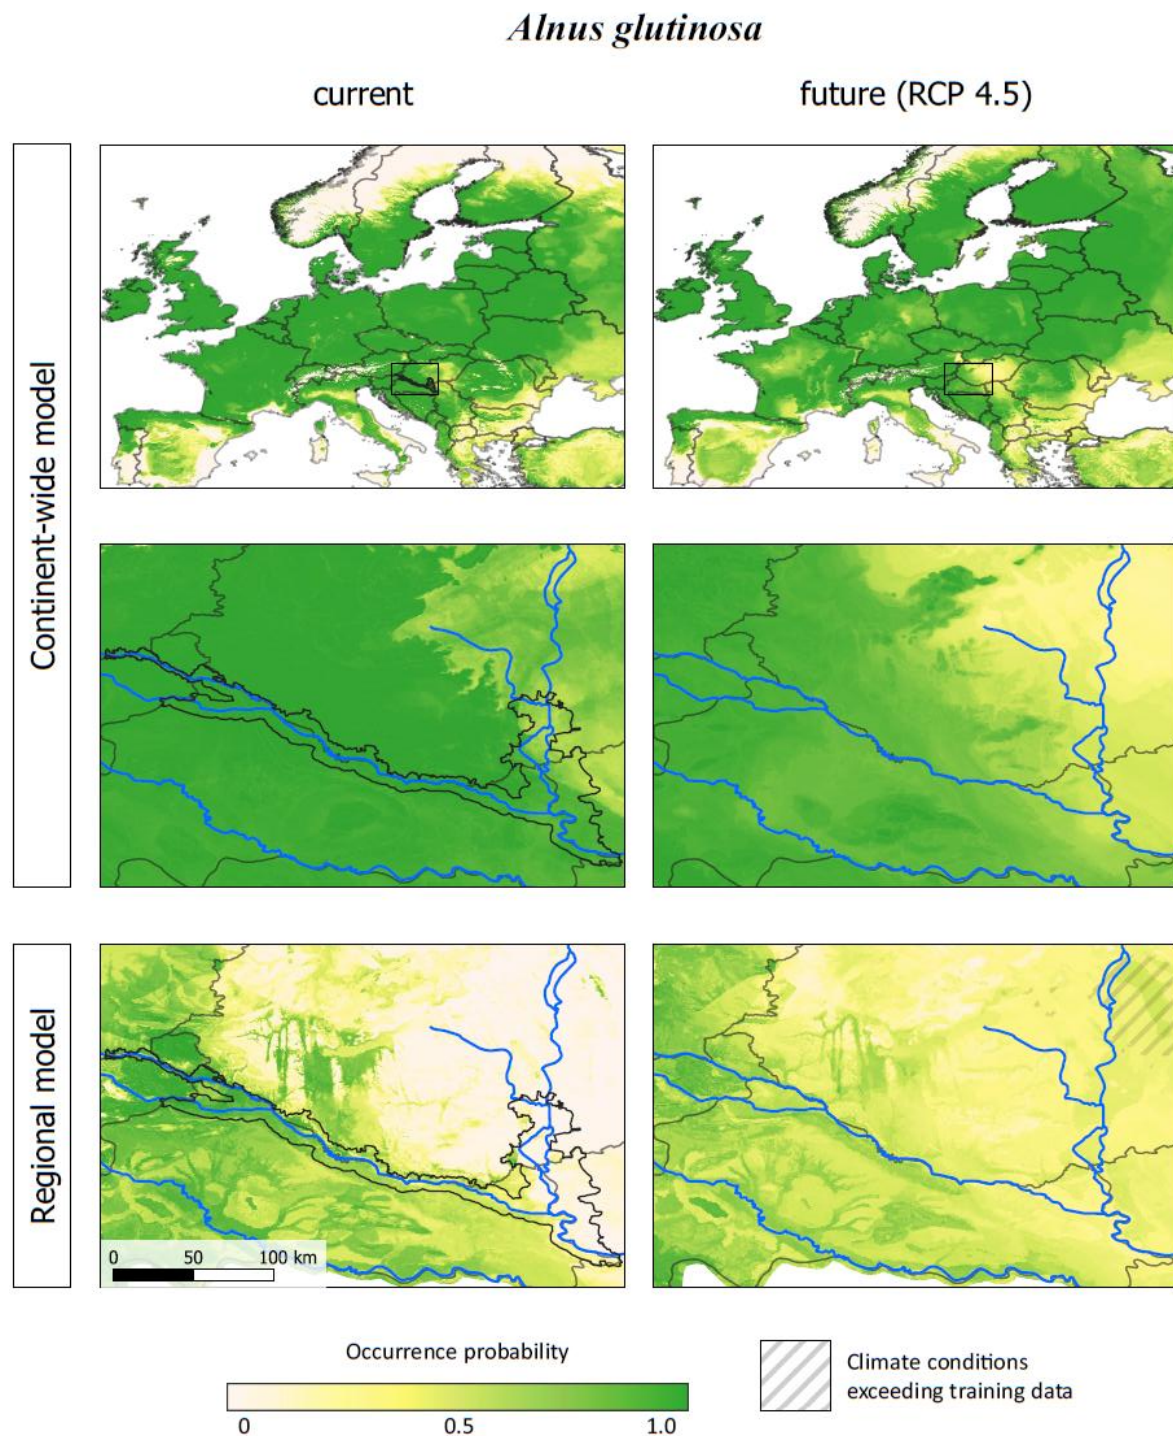 Alnus glutinosa
current
future (RCP 4.5)
Continent-wide model
Regional model
0 50 100 km
Occurrence probability
0 0.5 1.0
Climate conditions
exceeding training data